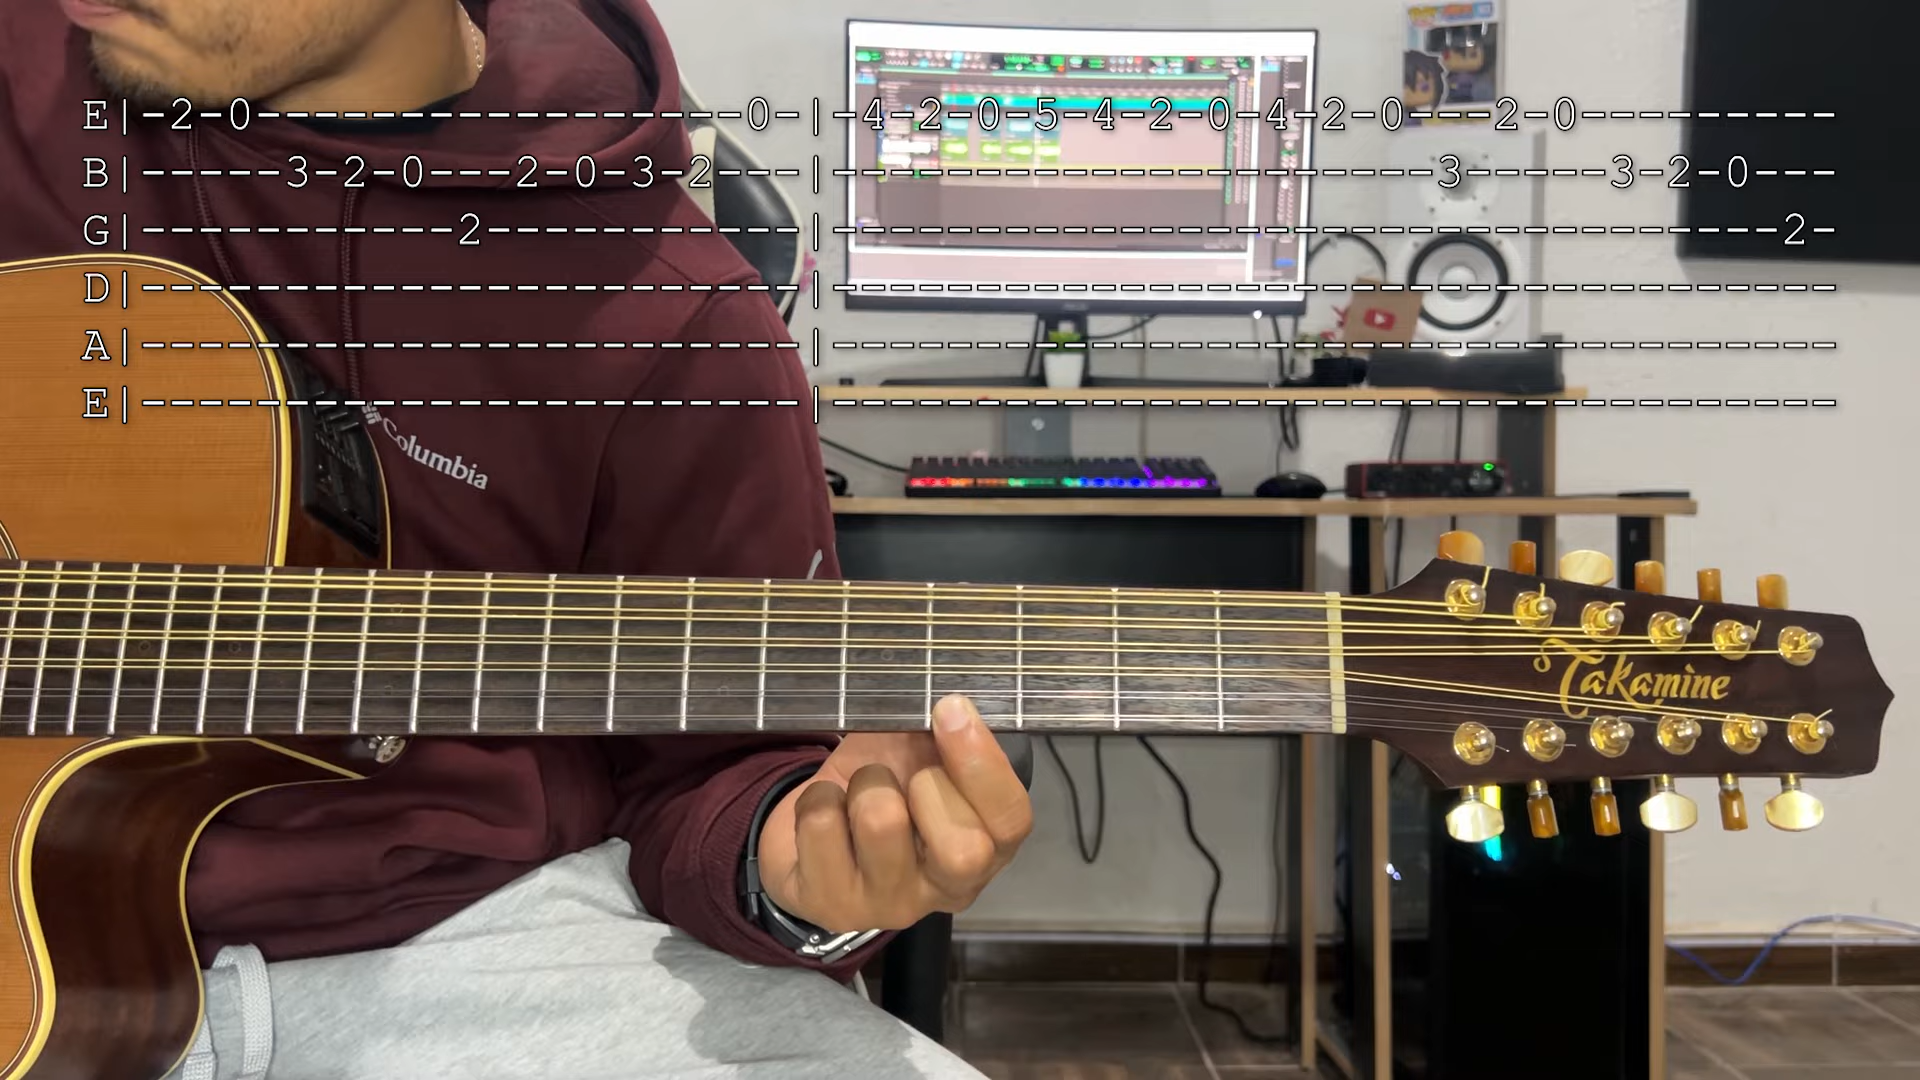 E|-2-0-----------------0-|-4-2-0-5-4-2-0-4-2-0---2-0---------
B|-----3-2-0---2-0-3-2---|---------------------3-----3-2-0---
G|-----------2-----------|---------------------------------2-
D|-----------------------|-----------------------------------
A|-----------------------|-----------------------------------
E|-----------------------|-----------------------------------
Columbia
Takamine